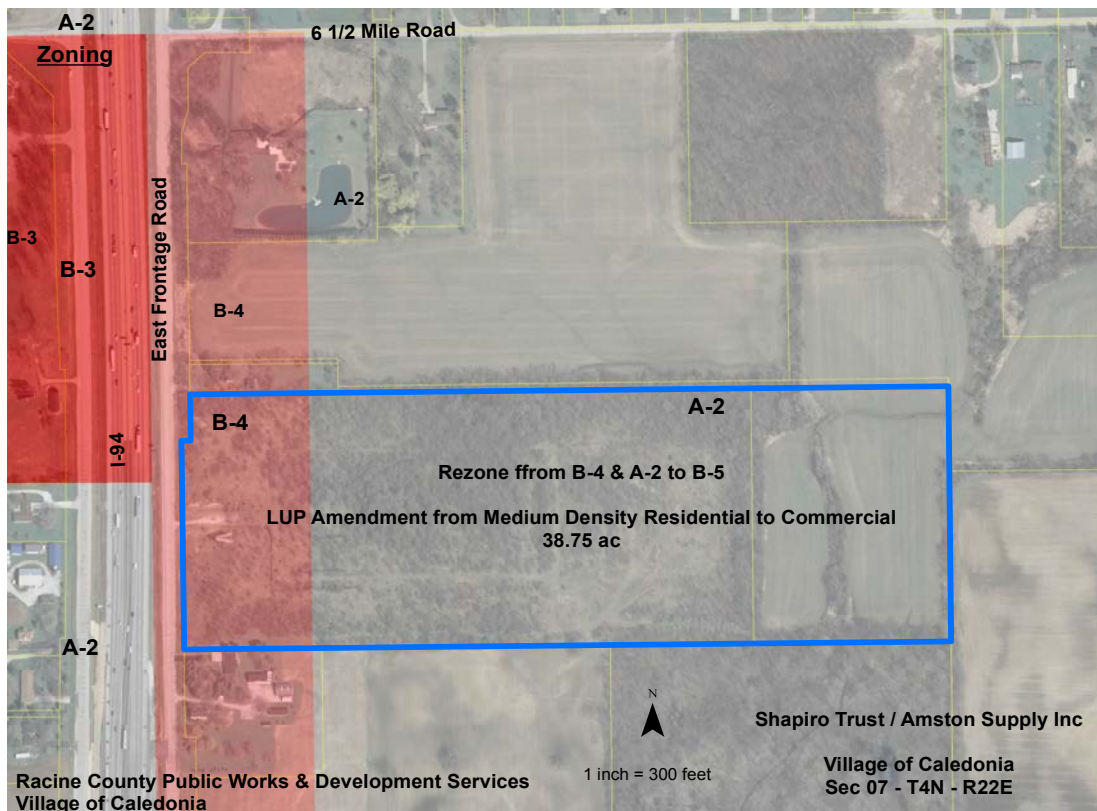 A-2
Zoning
6 1/2 Mile Road
A-2
B-3
B-3
East Frontage Road
B-4
B-4
A-2
I-94
Rezone ffrom B-4 & A-2 to B-5
LUP Amendment from Medium Density Residential to Commercial
38.75 ac
A-2
N
Shapiro Trust / Amston Supply Inc
1 inch = 300 feet
Village of Caledonia
Sec 07 - T4N - R22E
Racine County Public Works & Development Services
Village of Caledonia